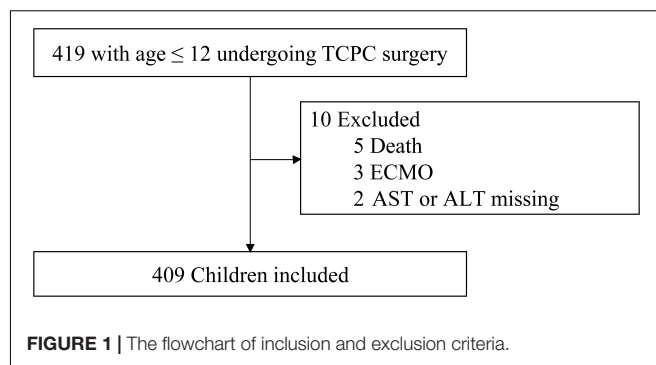 419 with age ≤ 12 undergoing TCPC surgery
10 Excluded
5 Death
3 ECMO
2 AST or ALT missing
409 Children included
FIGURE 1 | The flowchart of inclusion and exclusion criteria.